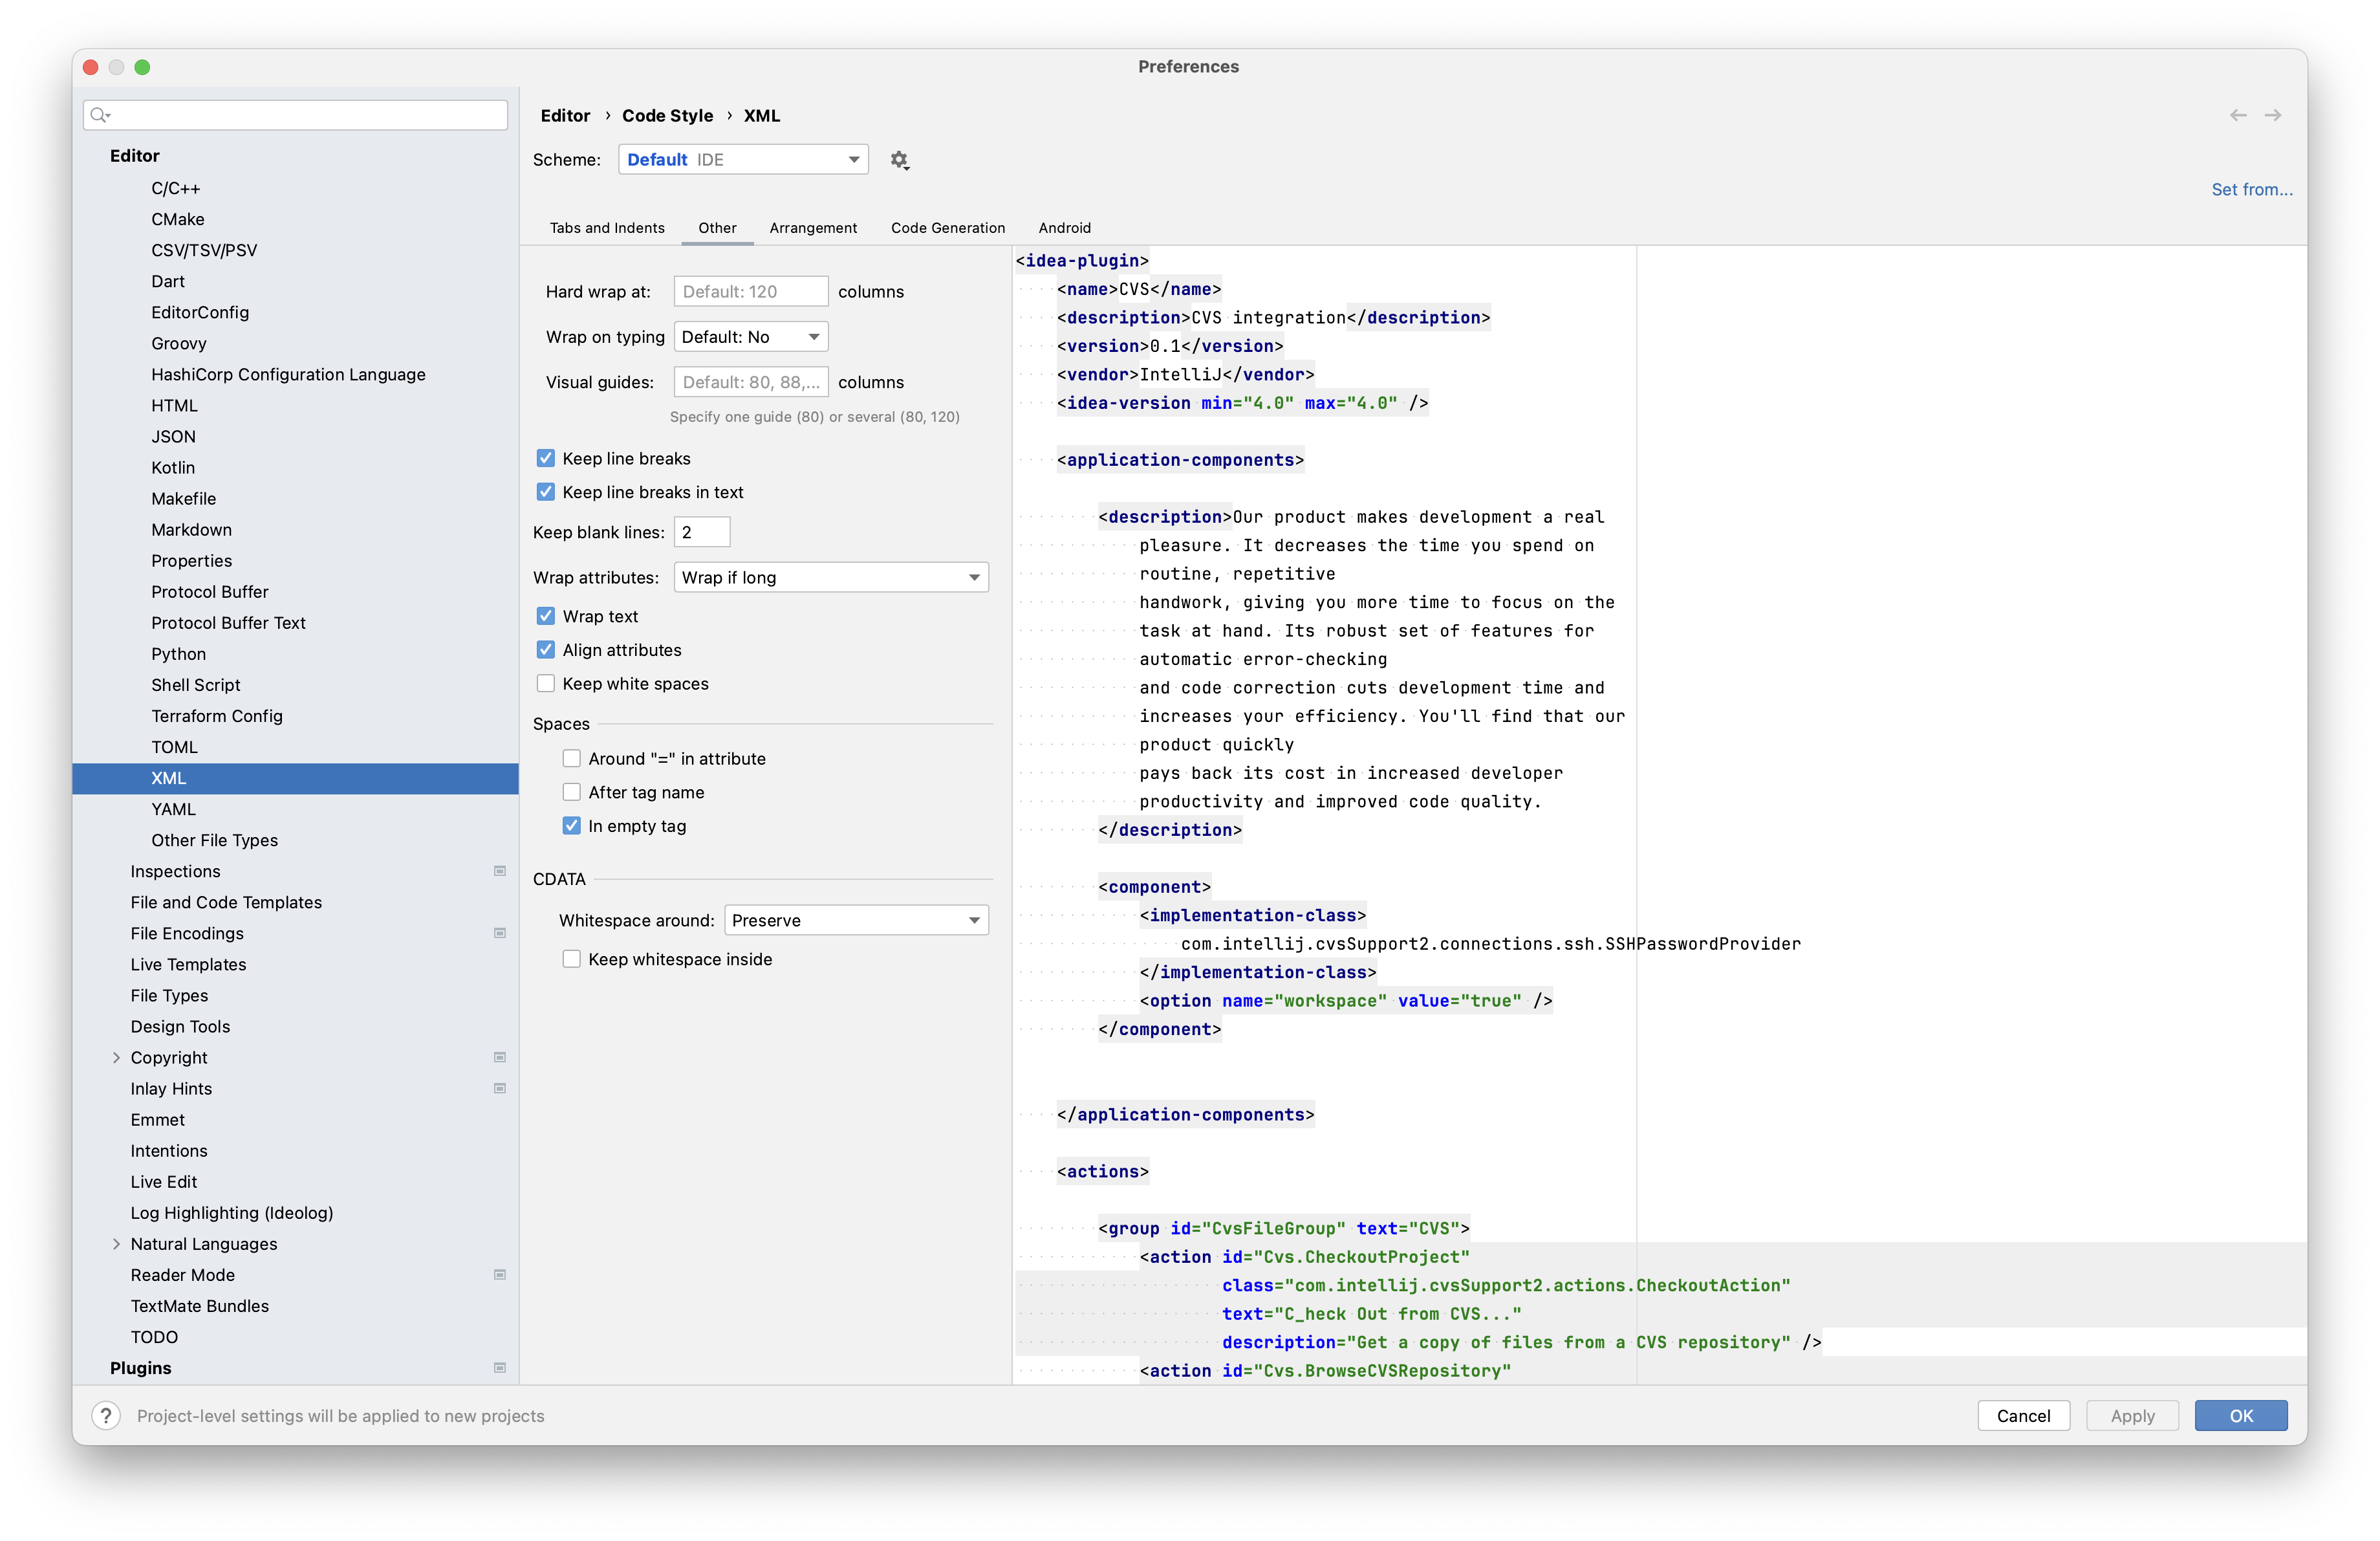 Preferences
Editor
C/C++
CMake
CSV/TSV/PSV
Dart
EditorConfig
Groovy
HashiCorp Configuration Language
HTML
JSON
Kotlin
Makefile
Markdown
Properties
Protocol Buffer
Protocol Buffer Text
Python
Shell Script
Terraform Config
TOML
XML
YAML
Other File Types
Inspections
File and Code Templates
File Encodings
Live Templates
File Types
Design Tools
Copyright
Inlay Hints
Emmet
Intentions
Live Edit
Log Highlighting (Ideolog)
Natural Languages
Reader Mode
TextMate Bundles
TODO
Plugins
Editor › Code Style › XML
Scheme: Default IDE
Set from...
Tabs and Indents Other Arrangement Code Generation Android
Hard wrap at: Default: 120 columns
Wrap on typing Default: No
Visual guides: Default: 80, 88,... columns
Specify one guide (80) or several (80, 120)
Keep line breaks
Keep line breaks in text
Keep blank lines: 2
Wrap attributes: Wrap if long
Wrap text
Align attributes
Keep white spaces
Spaces
Around "=" in attribute
After tag name
In empty tag
CDATA
Whitespace around: Preserve
Keep whitespace inside
<idea-plugin>
<name>CVS</name>
<description>CVS integration</description>
<version>0.1</version>
<vendor>IntelliJ</vendor>
<idea-version min="4.0" max="4.0" />
<application-components>
<description>Our product makes development a real
pleasure. It decreases the time you spend on
routine, repetitive
handwork, giving you more time to focus on the
task at hand. Its robust set of features for
automatic error-checking
and code correction cuts development time and
increases your efficiency. You'll find that our
product quickly
pays back its cost in increased developer
productivity and improved code quality.
</description>
<component>
<implementation-class>
com.intellij.cvsSupport2.connections.ssh.SSHPasswordProvider
</implementation-class>
<option name="workspace" value="true" />
</component>
</application-components>
<actions>
<group id="CvsFileGroup" text="CVS">
<action id="Cvs.CheckoutProject"
class="com.intellij.cvsSupport2.actions.CheckoutAction"
text="C_heck Out from CVS..."
description="Get a copy of files from a CVS repository" />
<action id="Cvs.BrowseCVSRepository"
? Project-level settings will be applied to new projects
Cancel Apply OK